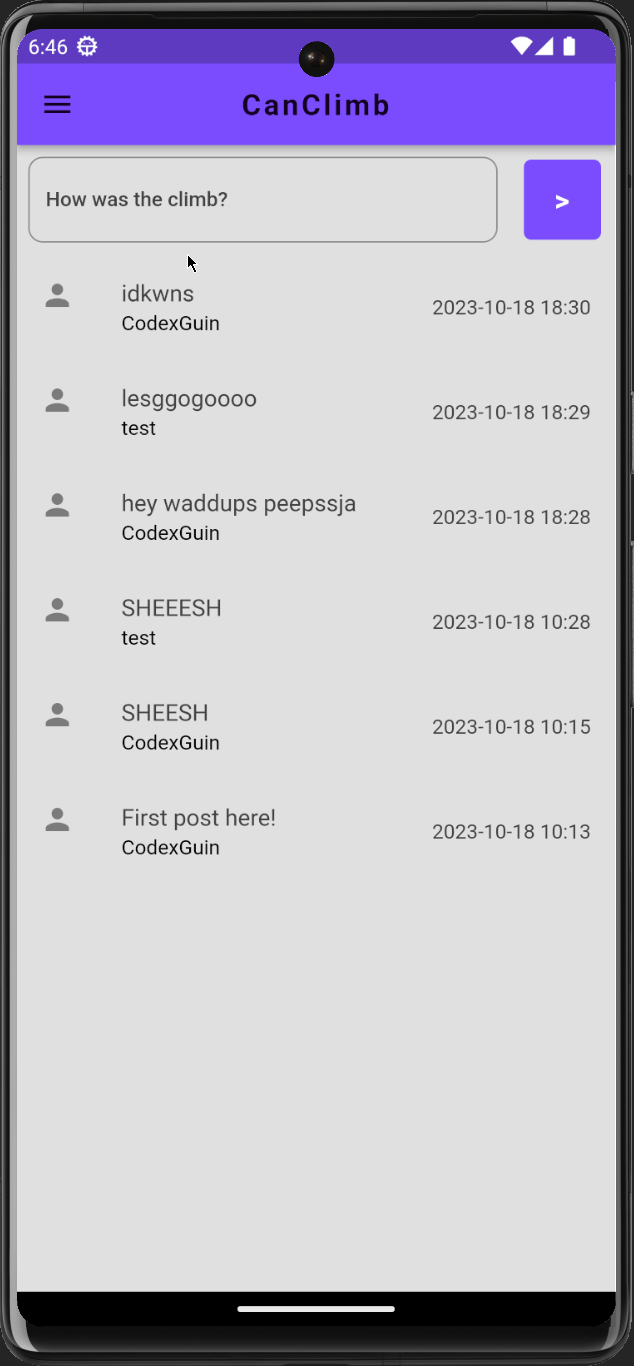 6:46
CanClimb
How was the climb?
>
idkwns
CodexGuin
2023-10-18 18:30
lesggogoooo
test
2023-10-18 18:29
hey waddups peepssja
CodexGuin
2023-10-18 18:28
SHEEESH
test
2023-10-18 10:28
SHEESH
CodexGuin
2023-10-18 10:15
First post here!
CodexGuin
2023-10-18 10:13